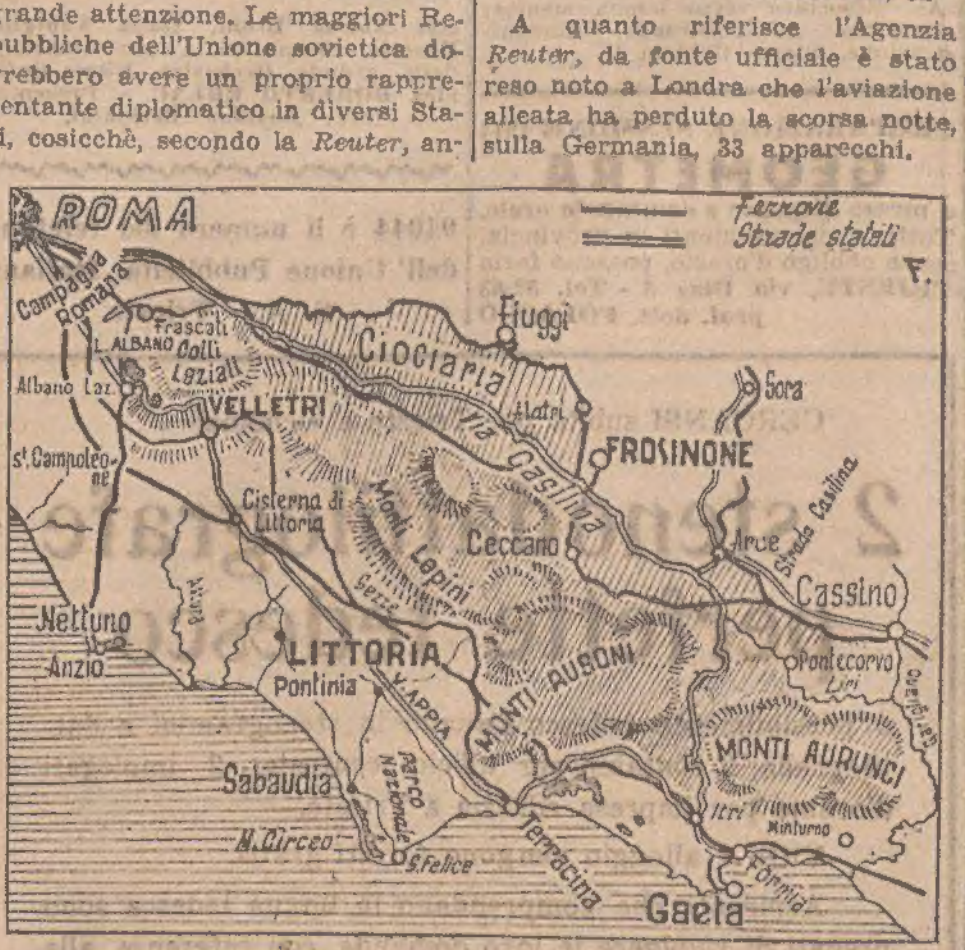 grande attenzione. Le maggiori Re-
pubbliche dell'Unione sovietica do-
vrebbero avere un proprio rappre-
entante diplomatico in diversi Sta-
i, cosicchè, secondo la Reuter, an-
A quanto riferisce l'Agenzia
Reuter, da fonte ufficiale è stato
reso noto a Londra che l'aviazione
alleata ha perduto la scorsa notte,
sulla Germania, 33 apparecchi.
ROMA
Ferrovie
Strade statali
F.
Campagna
Romana
Frascati
L. ALBANO
Colli
Laziali
Albano Laz.
VELLETRI
Ciociaria
Fiuggi
Alatri
Via Casilina
FROSINONE
Sora
St. Campoleo-
ne
Cisterna di
Littoria
Monti Lepini
Ceccano
Arce
Strada Casilina
Cassino
Nettuno
Anzio
LITTORIA
Pontinia
V. APPIA
MONTI AUSONI
Pontecorvo
Liri
Garigliano
MONTI AURUNCI
Sabaudia
Parco
Nazionale
M. Circeo
S. Felice
Terracina
Itri
Minturno
Formia
Gaeta